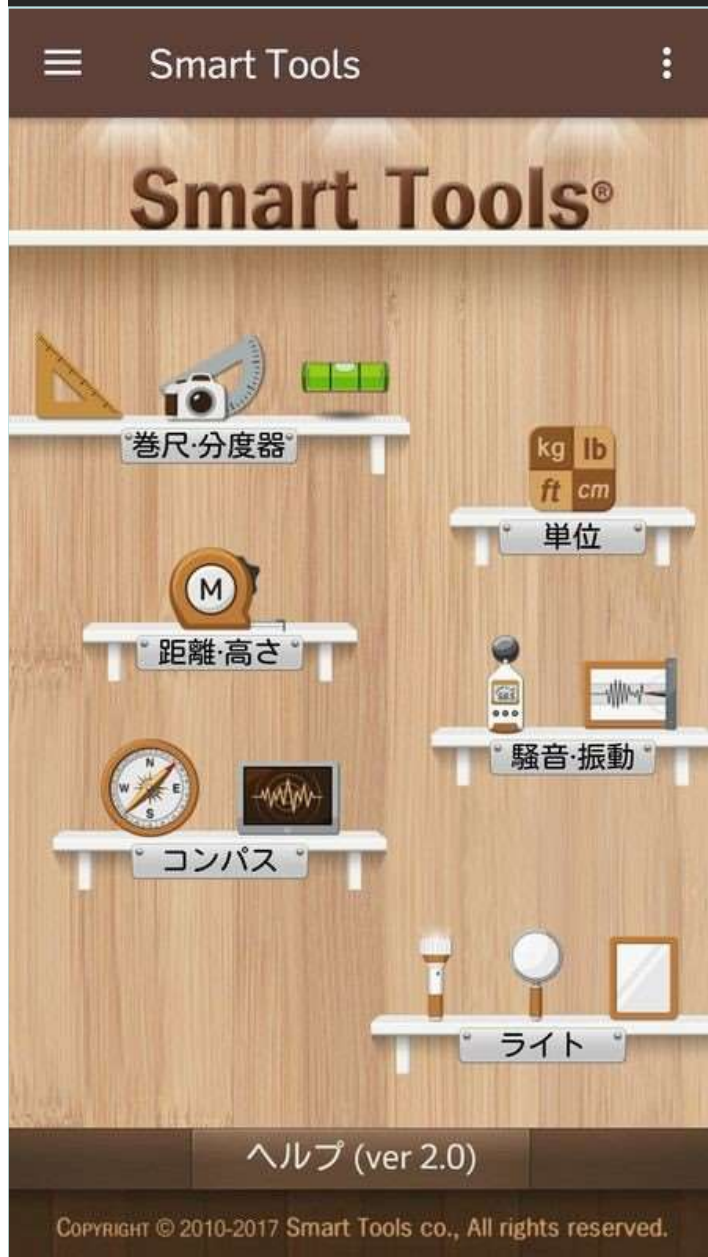 Smart Tools
Smart Tools®
巻尺·分度器
kg lb
ft cm
単位
M
距離·高さ
騒音·振動
N
W E
S
コンパス
ライト
ヘルプ (ver 2.0)
COPYRIGHT © 2010-2017 Smart Tools co., All rights reserved.